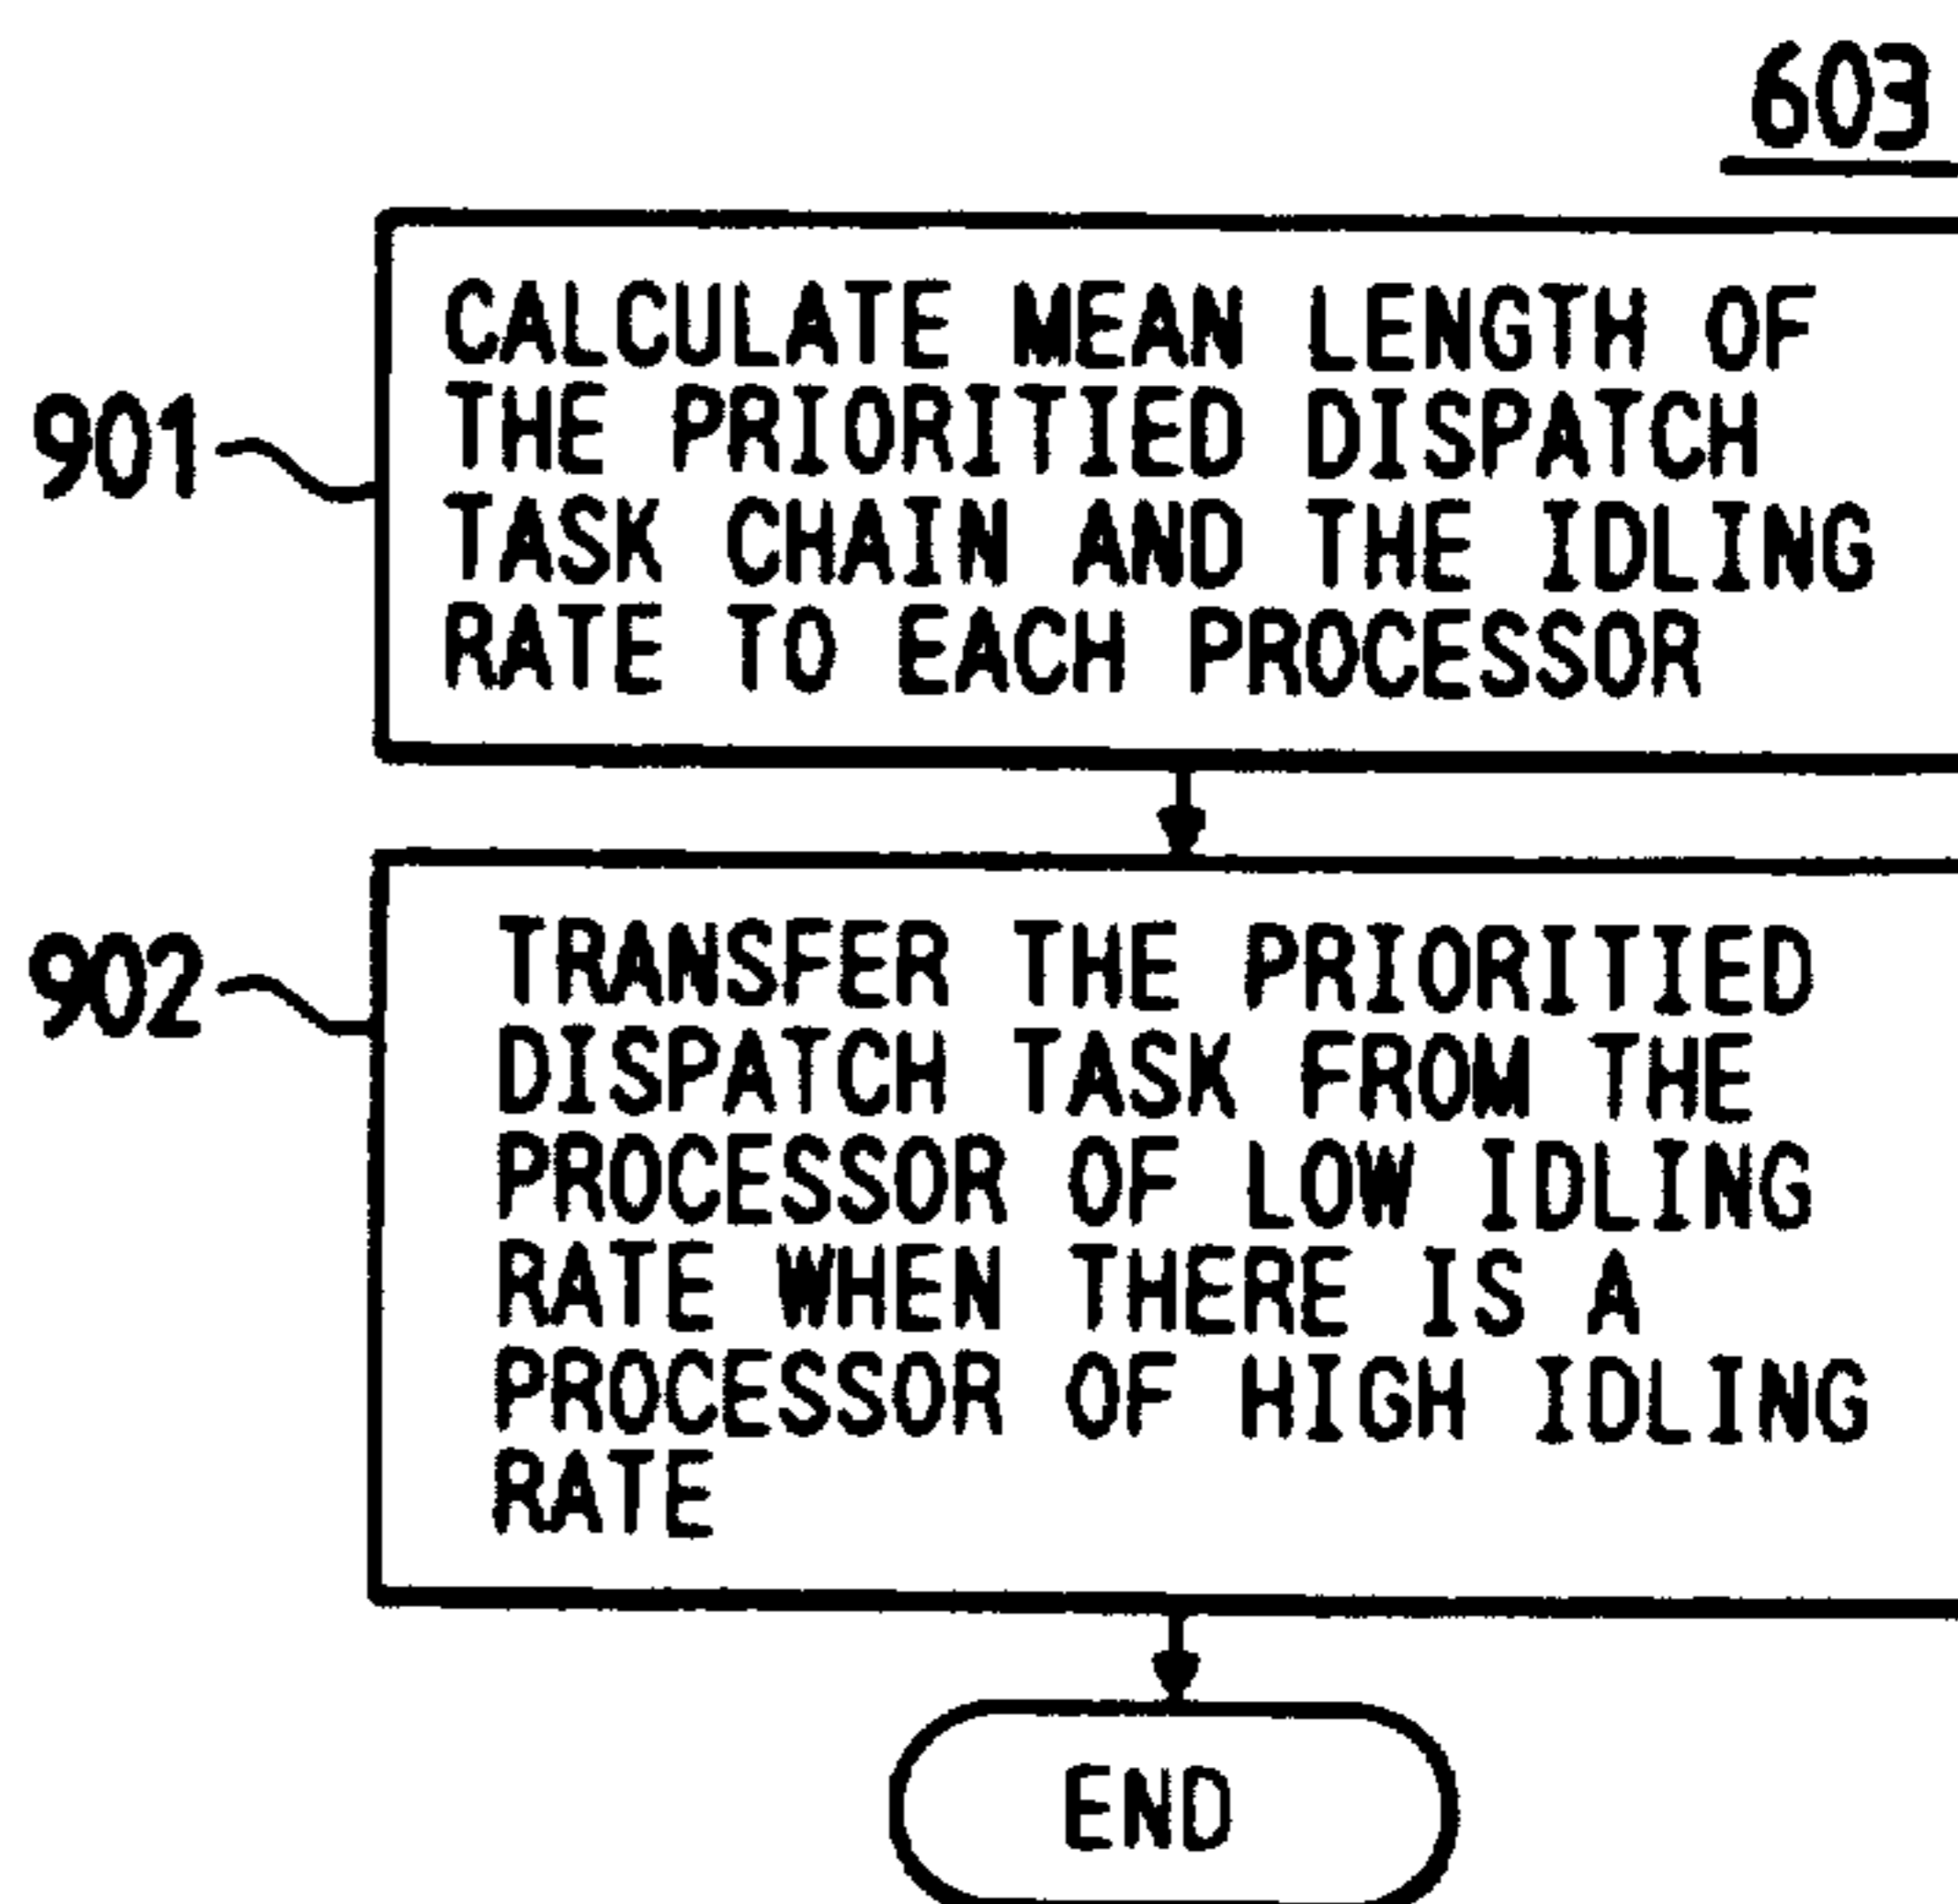 603
CALCULATE MEAN LENGTH OF
THE PRIORITIED DISPATCH
TASK CHAIN AND THE IDLING
RATE TO EACH PROCESSOR
901
TRANSFER THE PRIORITIED
DISPATCH TASK FROM THE
PROCESSOR OF LOW IDLING
RATE WHEN THERE IS A
PROCESSOR OF HIGH IDLING
RATE
902
END